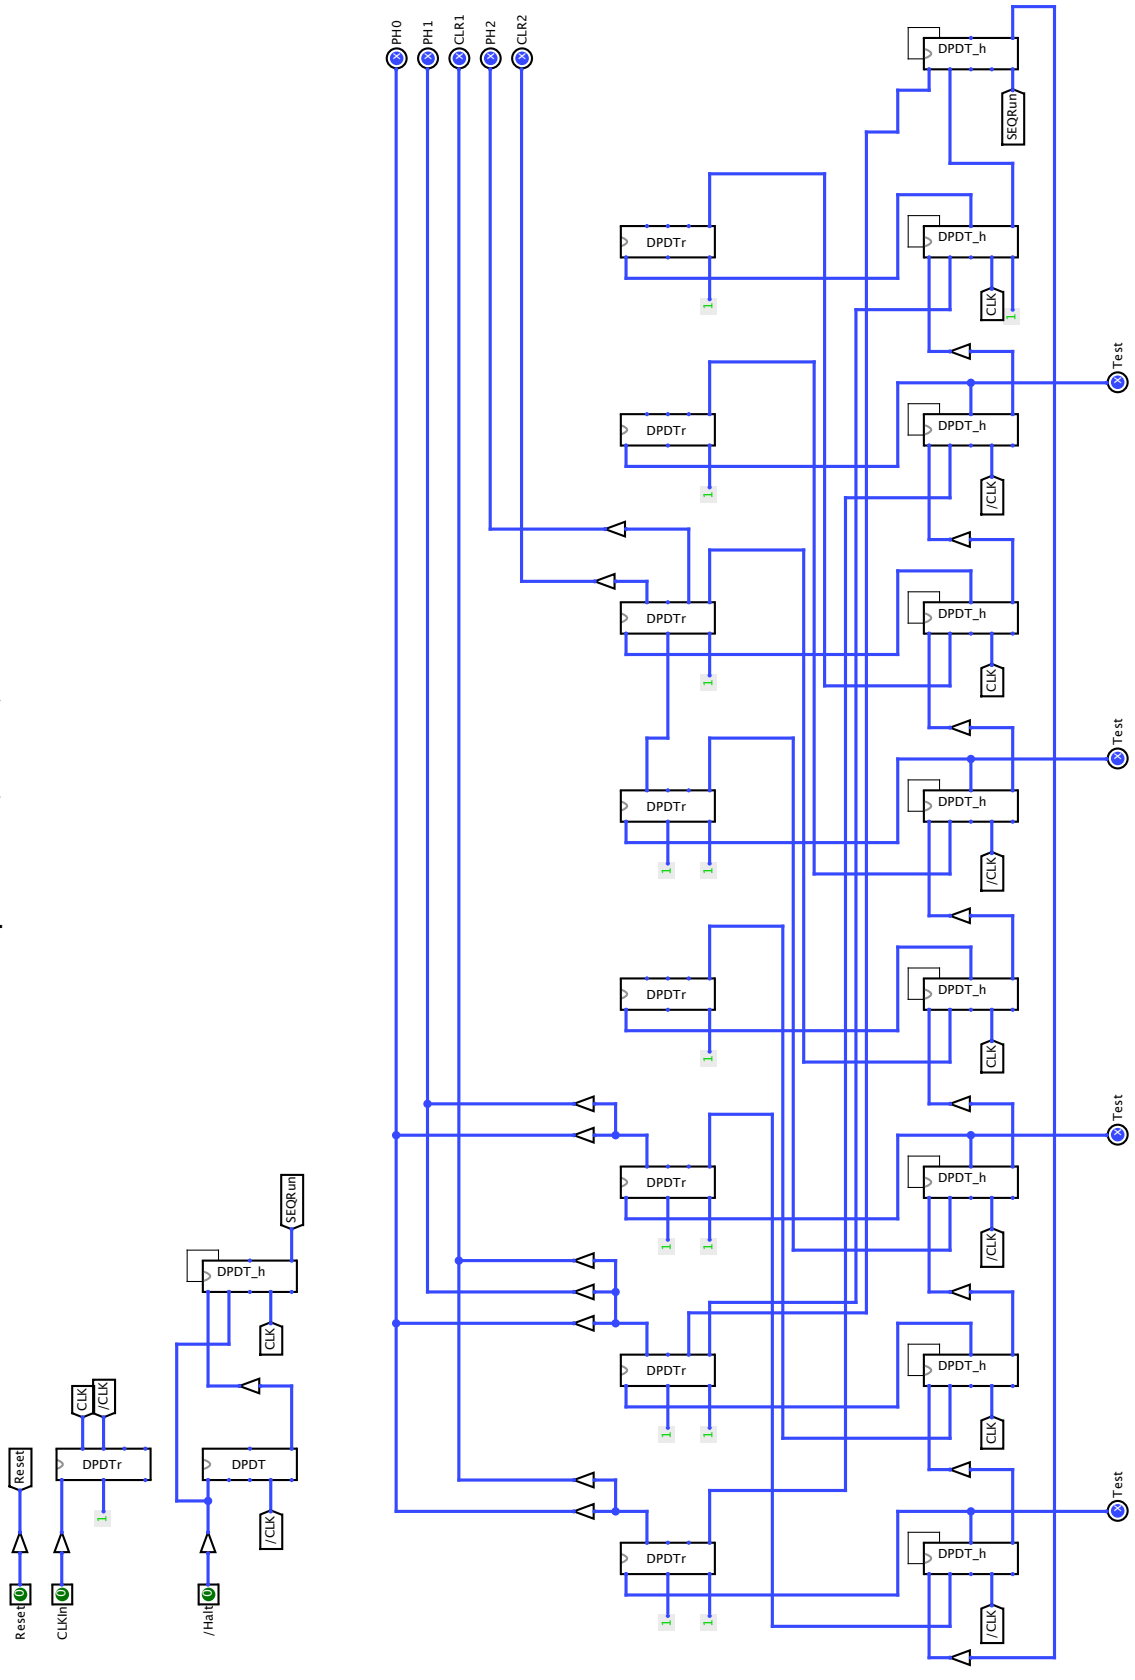 PH0
PH1
CLR1
PH2
CLR2
DPDT_h
SEQRun
DPDTr
1
DPDT_h
CLK
1
Test
DPDTr
1
DPDT_h
/CLK
DPDTr
1
DPDT_h
CLK
Test
DPDTr
1
1
DPDT_h
/CLK
DPDTr
1
DPDT_h
CLK
Test
DPDTr
1
1
DPDT_h
/CLK
SEQRun
DPDT_h
CLK
DPDTr
1
1
DPDT_h
CLK
Reset
CLK
/CLK
DPDTr
1
DPDT
/CLK
Test
DPDTr
1
1
DPDT_h
/CLK
0
Reset
0
CLKIn
0
/Halt